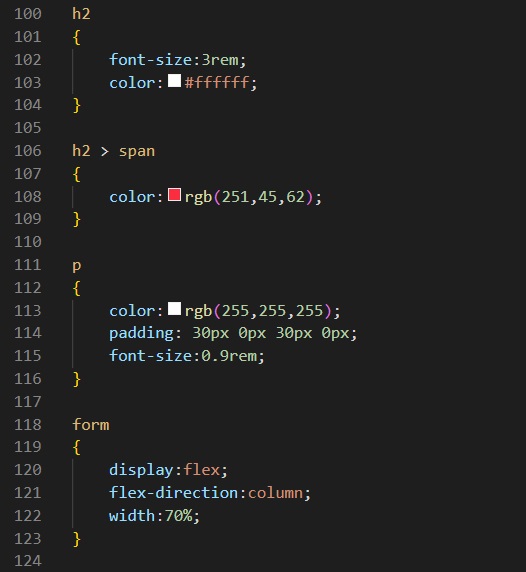 100 h2
101 {
102     font-size:3rem;
103     color:#ffffff;
104 }
105
106 h2 > span
107 {
108     color:rgb(251,45,62);
109 }
110
111 p
112 {
113     color:rgb(255,255,255);
114     padding: 30px 0px 30px 0px;
115     font-size:0.9rem;
116 }
117
118 form
119 {
120     display:flex;
121     flex-direction:column;
122     width:70%;
123 }
124